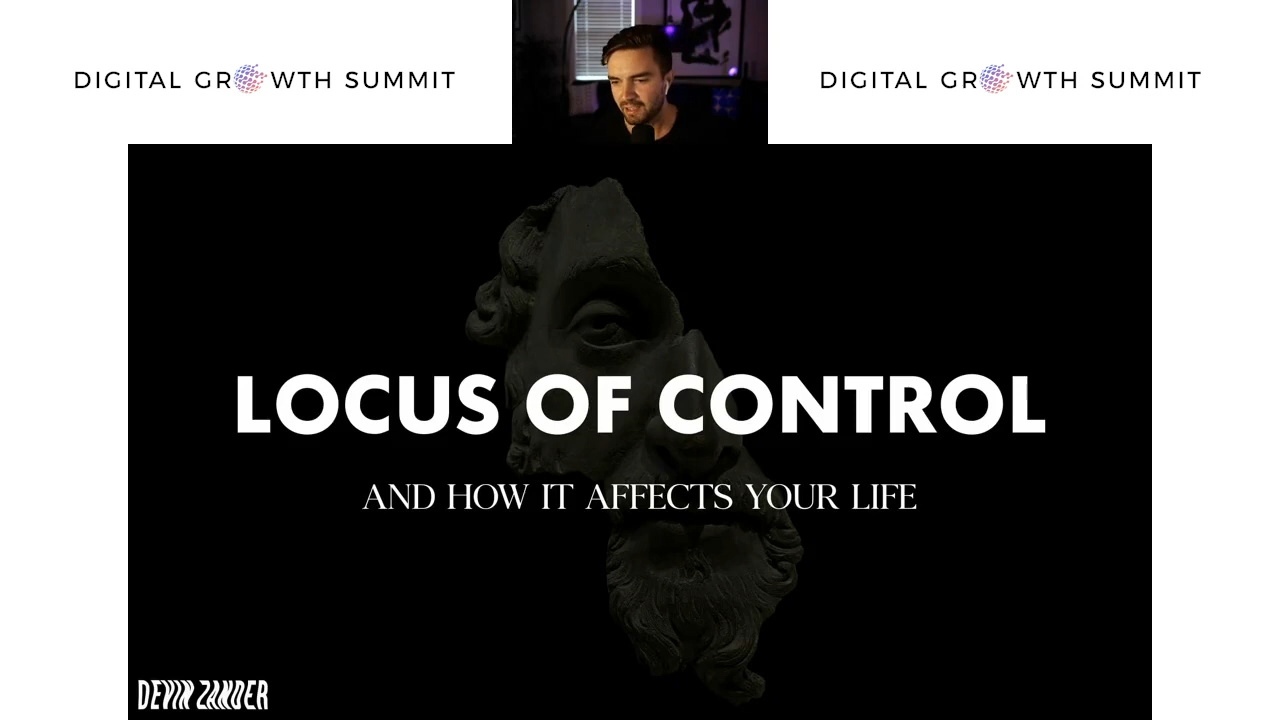 DIGITAL GROWTH SUMMIT
DIGITAL GROWTH SUMMIT
LOCUS OF CONTROL
AND HOW IT AFFECTS YOUR LIFE
DEVIN ZANDER